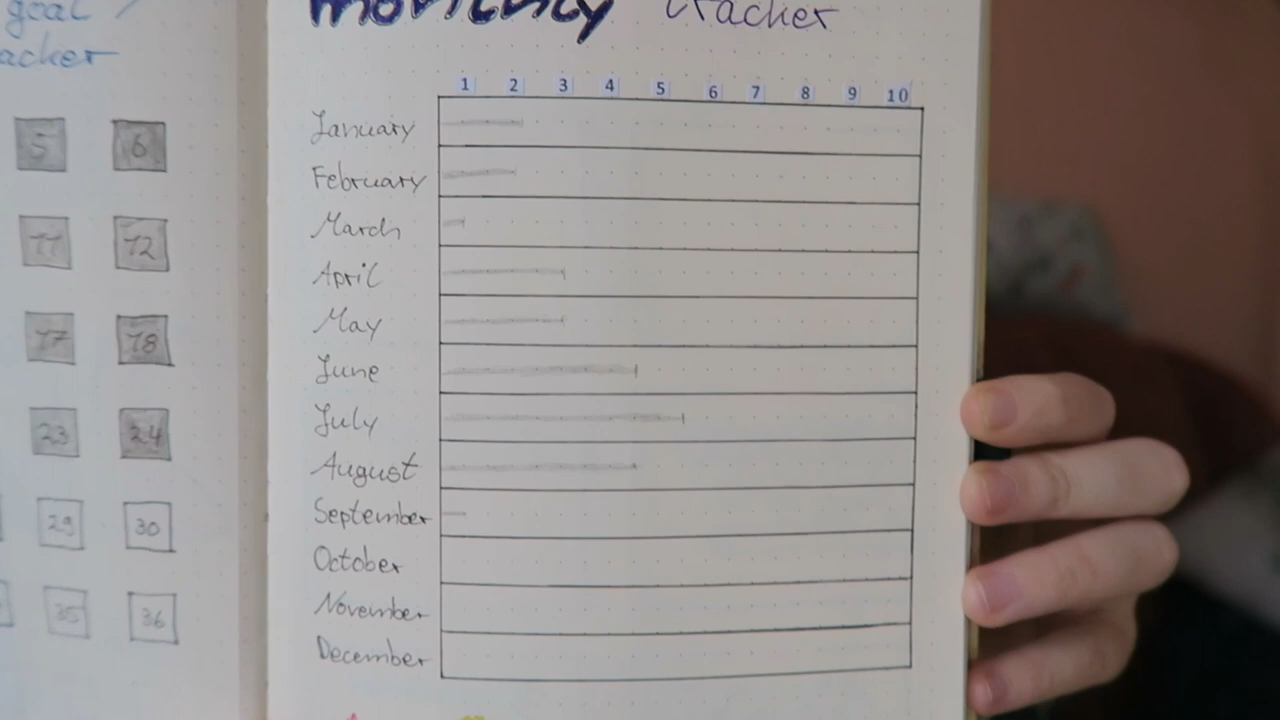 goal
monthly tracker
1 2 3 4 5 6 7 8 9 10
5 6
January
February
11 12
March
April
17 18
May
June
23 24
July
August
29 30
September
October
35 36
November
December